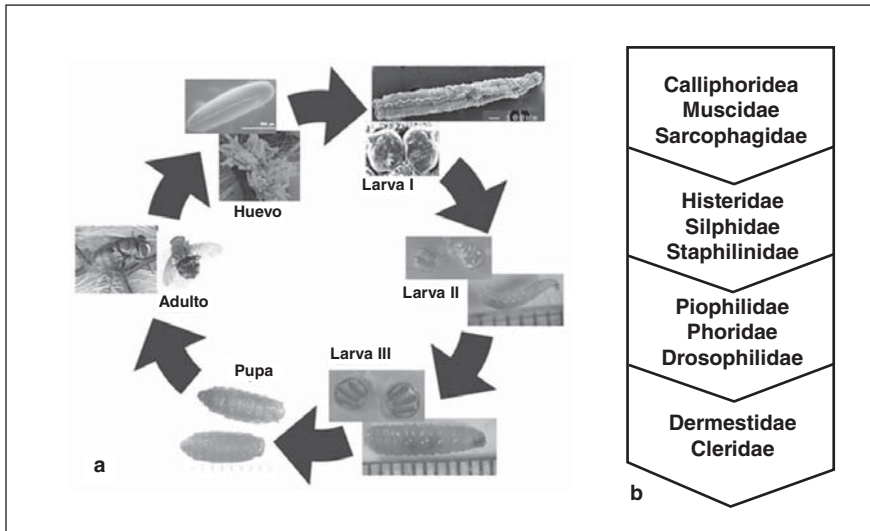 Huevo
Larva I
Larva II
Larva III
Pupa
Adulto
a
Calliphoridea
Muscidae
Sarcophagidae
Histeridae
Silphidae
Staphilinidae
Piophilidae
Phoridae
Drosophilidae
Dermestidae
Cleridae
b